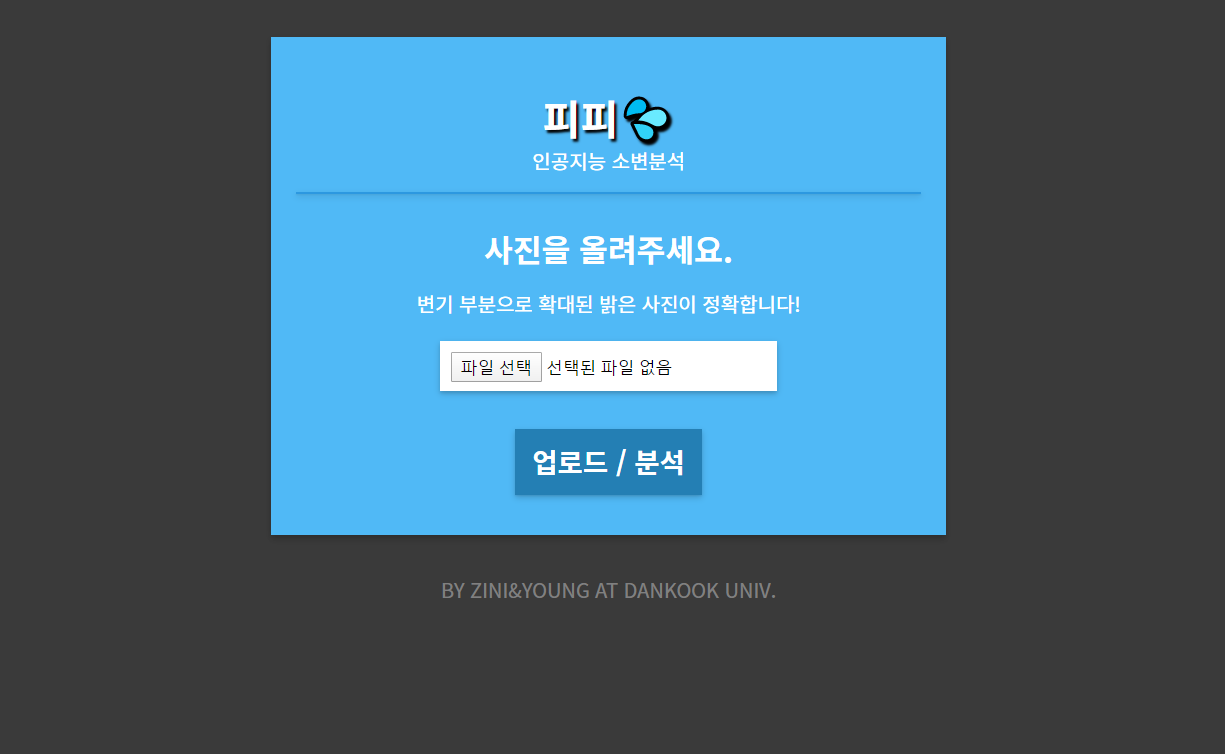 피피💦
인공지능 소변분석
사진을 올려주세요.
변기 부분으로 확대된 밝은 사진이 정확합니다!
파일 선택 선택된 파일 없음
업로드 / 분석
BY ZINI&YOUNG AT DANKOOK UNIV.